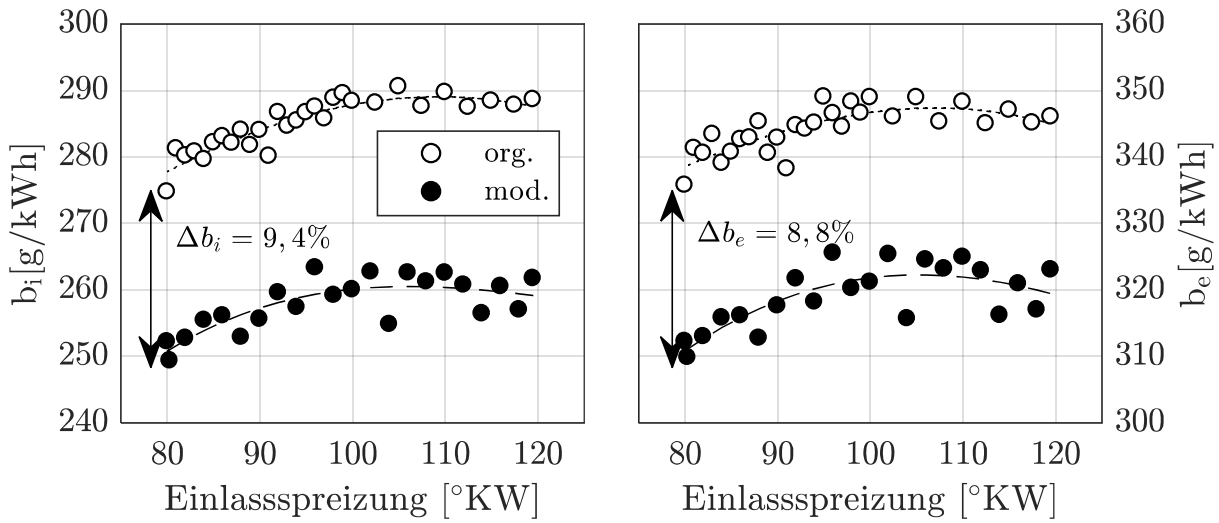 300
290
280
270
260
250
240
b_i[g/kWh]
org.
mod.
Δb_i = 9,4%
80 90 100 110 120
Einlassspreizung [°KW]
Δb_e = 8,8%
80 90 100 110 120
Einlassspreizung [°KW]
360
350
340
330
320
310
300
b_e[g/kWh]